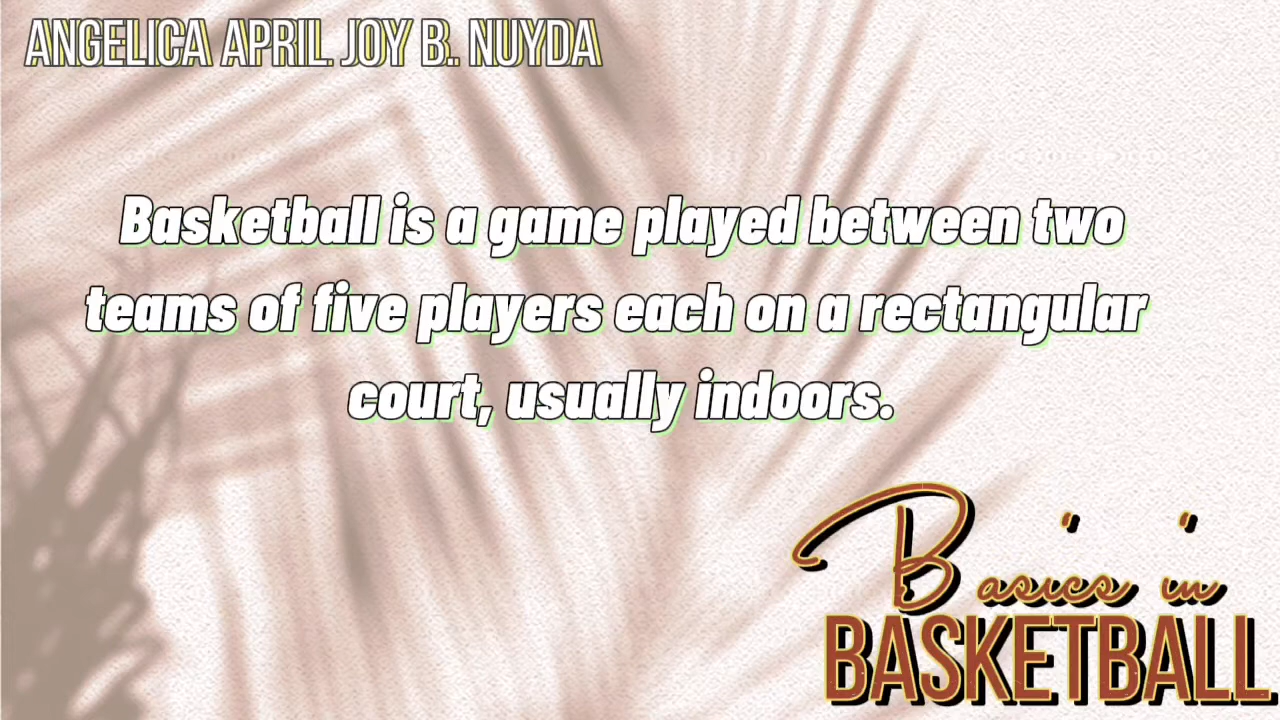 ANGELICA APRIL JOY B. NUYDA
Basketball is a game played between two
teams of five players each on a rectangular
court, usually indoors.
Basics in
BASKETBALL